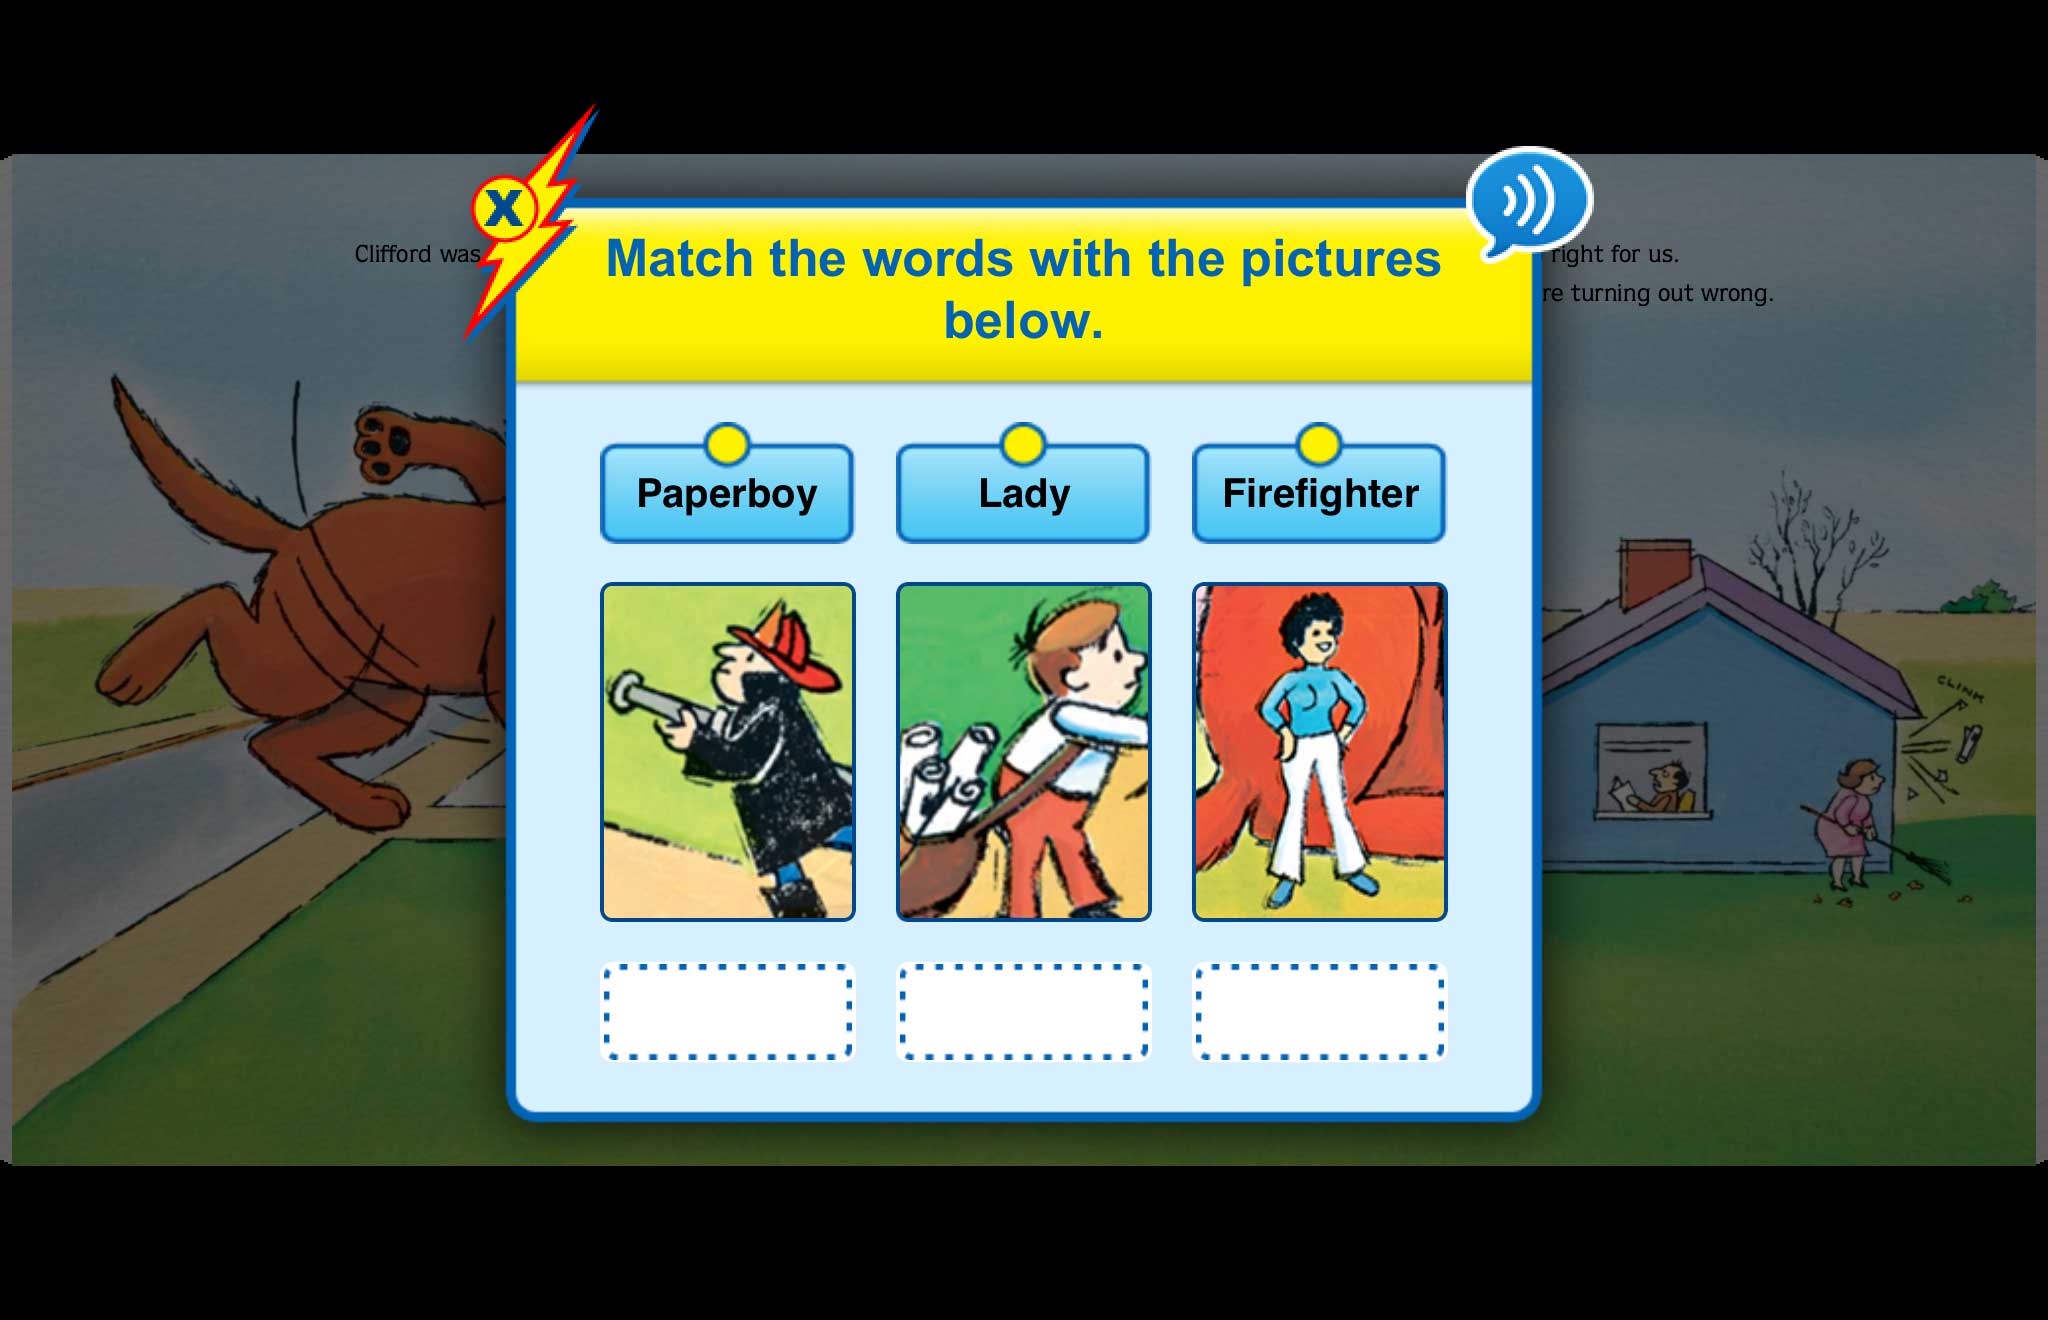 X
Match the words with the pictures
below.
Clifford was
right for us.
re turning out wrong.
Paperboy
Lady
Firefighter
CLINK